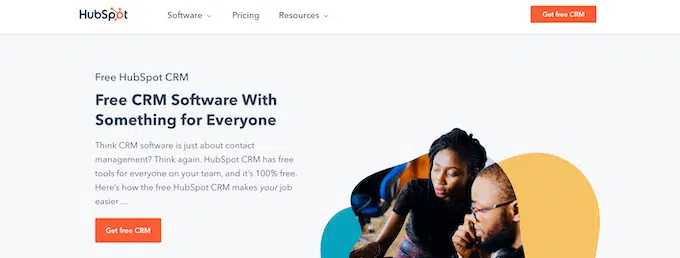 HubSpot
Software
Pricing
Resources
Get free CRM
Free HubSpot CRM
Free CRM Software With
Something for Everyone
Think CRM software is just about contact
management? Think again. HubSpot CRM has free
tools for everyone on your team, and it's 100% free.
Here's how the free HubSpot CRM makes your job
easier ...
Get free CRM